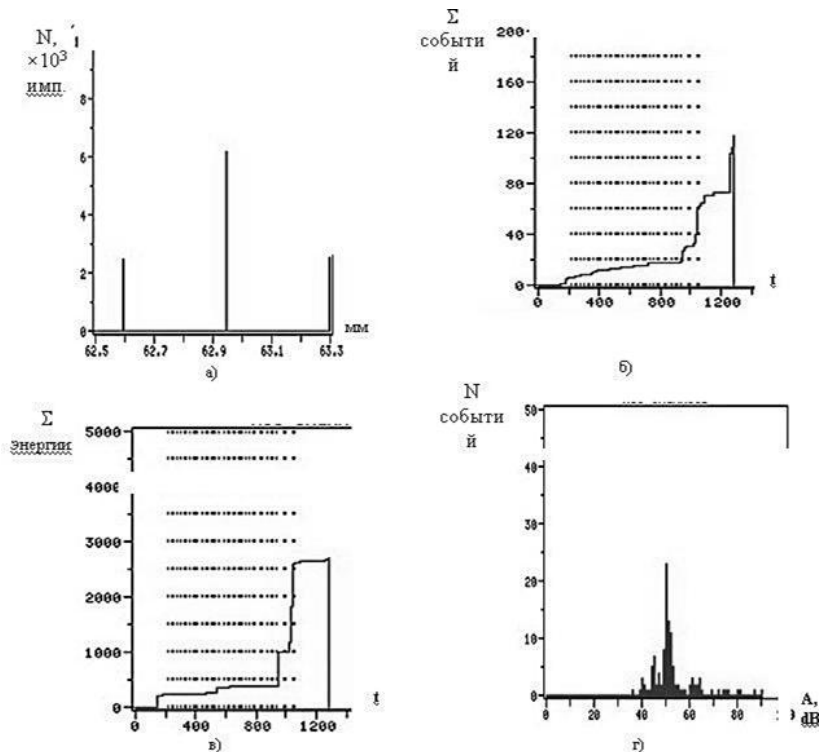 N,
×10³
имп.
8
6
4
2
0
62.5 62.7 62.9 63.1 63.3
мм
а)
Σ
событи
й
200
160
120
80
40
0
0 400 800 1200
t
б)
Σ
энергии
5000
4000
3000
2000
1000
0
0 400 800 1200
t
в)
N
событи
й
50
40
30
20
10
0
0 20 40 60 80
A,
dB
г)